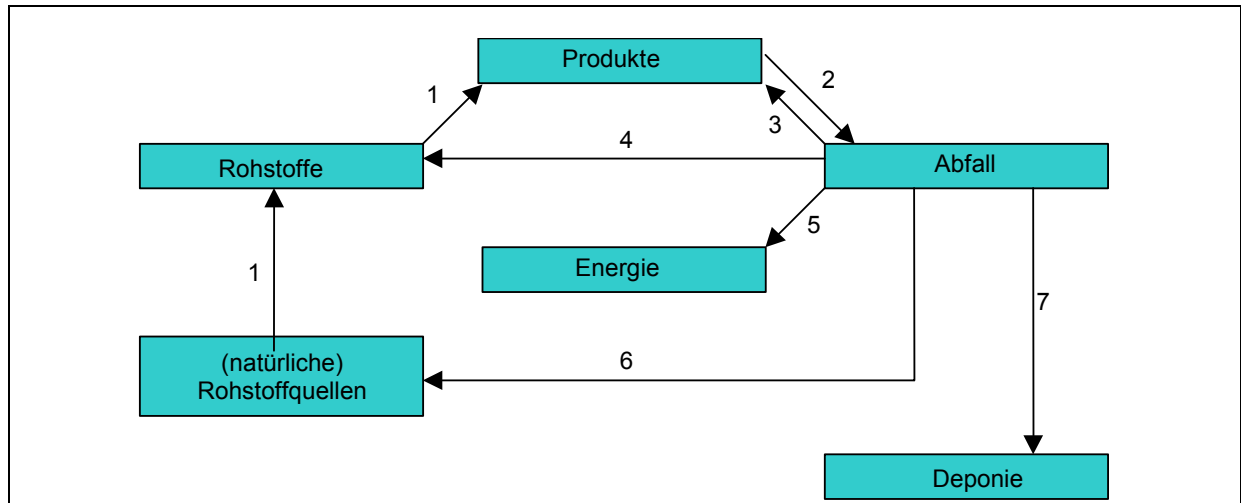 Produkte
2
1
3
4
Rohstoffe
Abfall
5
Energie
1
7
(natürliche)
Rohstoffquellen
6
Deponie